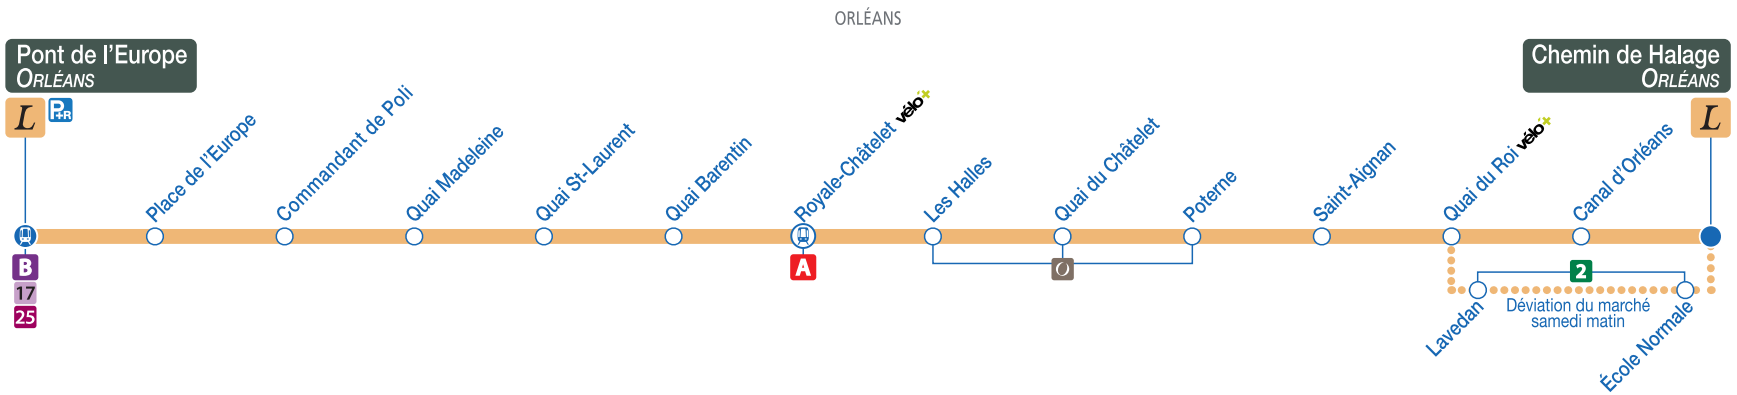 ORLÉANS
Pont de l'Europe
ORLÉANS
L
P+R
Chemin de Halage
ORLÉANS
L
Place de l'Europe
Commandant de Poli
Quai Madeleine
Quai St-Laurent
Quai Barentin
Royale-Châtelet vélo+
Les Halles
Quai du Châtelet
Poterne
Saint-Aignan
Quai du Roi vélo+
Canal d'Orléans
B
17
25
A
O
2
Déviation du marché
samedi matin
Lavedan
École Normale